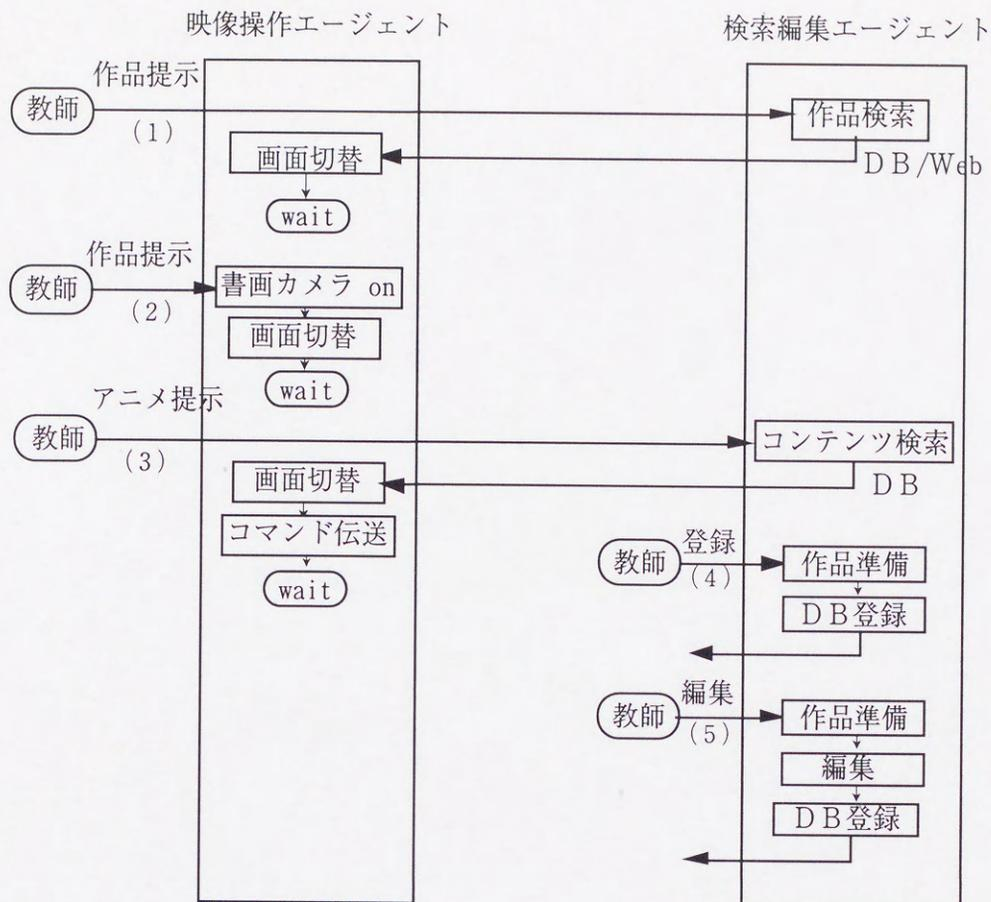 映像操作エージェント
検索編集エージェント
作品提示
教師
(1)
作品検索
画面切替
DB/Web
wait
作品提示
教師
(2)
書画カメラ on
画面切替
wait
アニメ提示
教師
(3)
コンテンツ検索
画面切替
DB
コマンド伝送
wait
教師
登録
(4)
作品準備
DB登録
教師
編集
(5)
作品準備
編集
DB登録